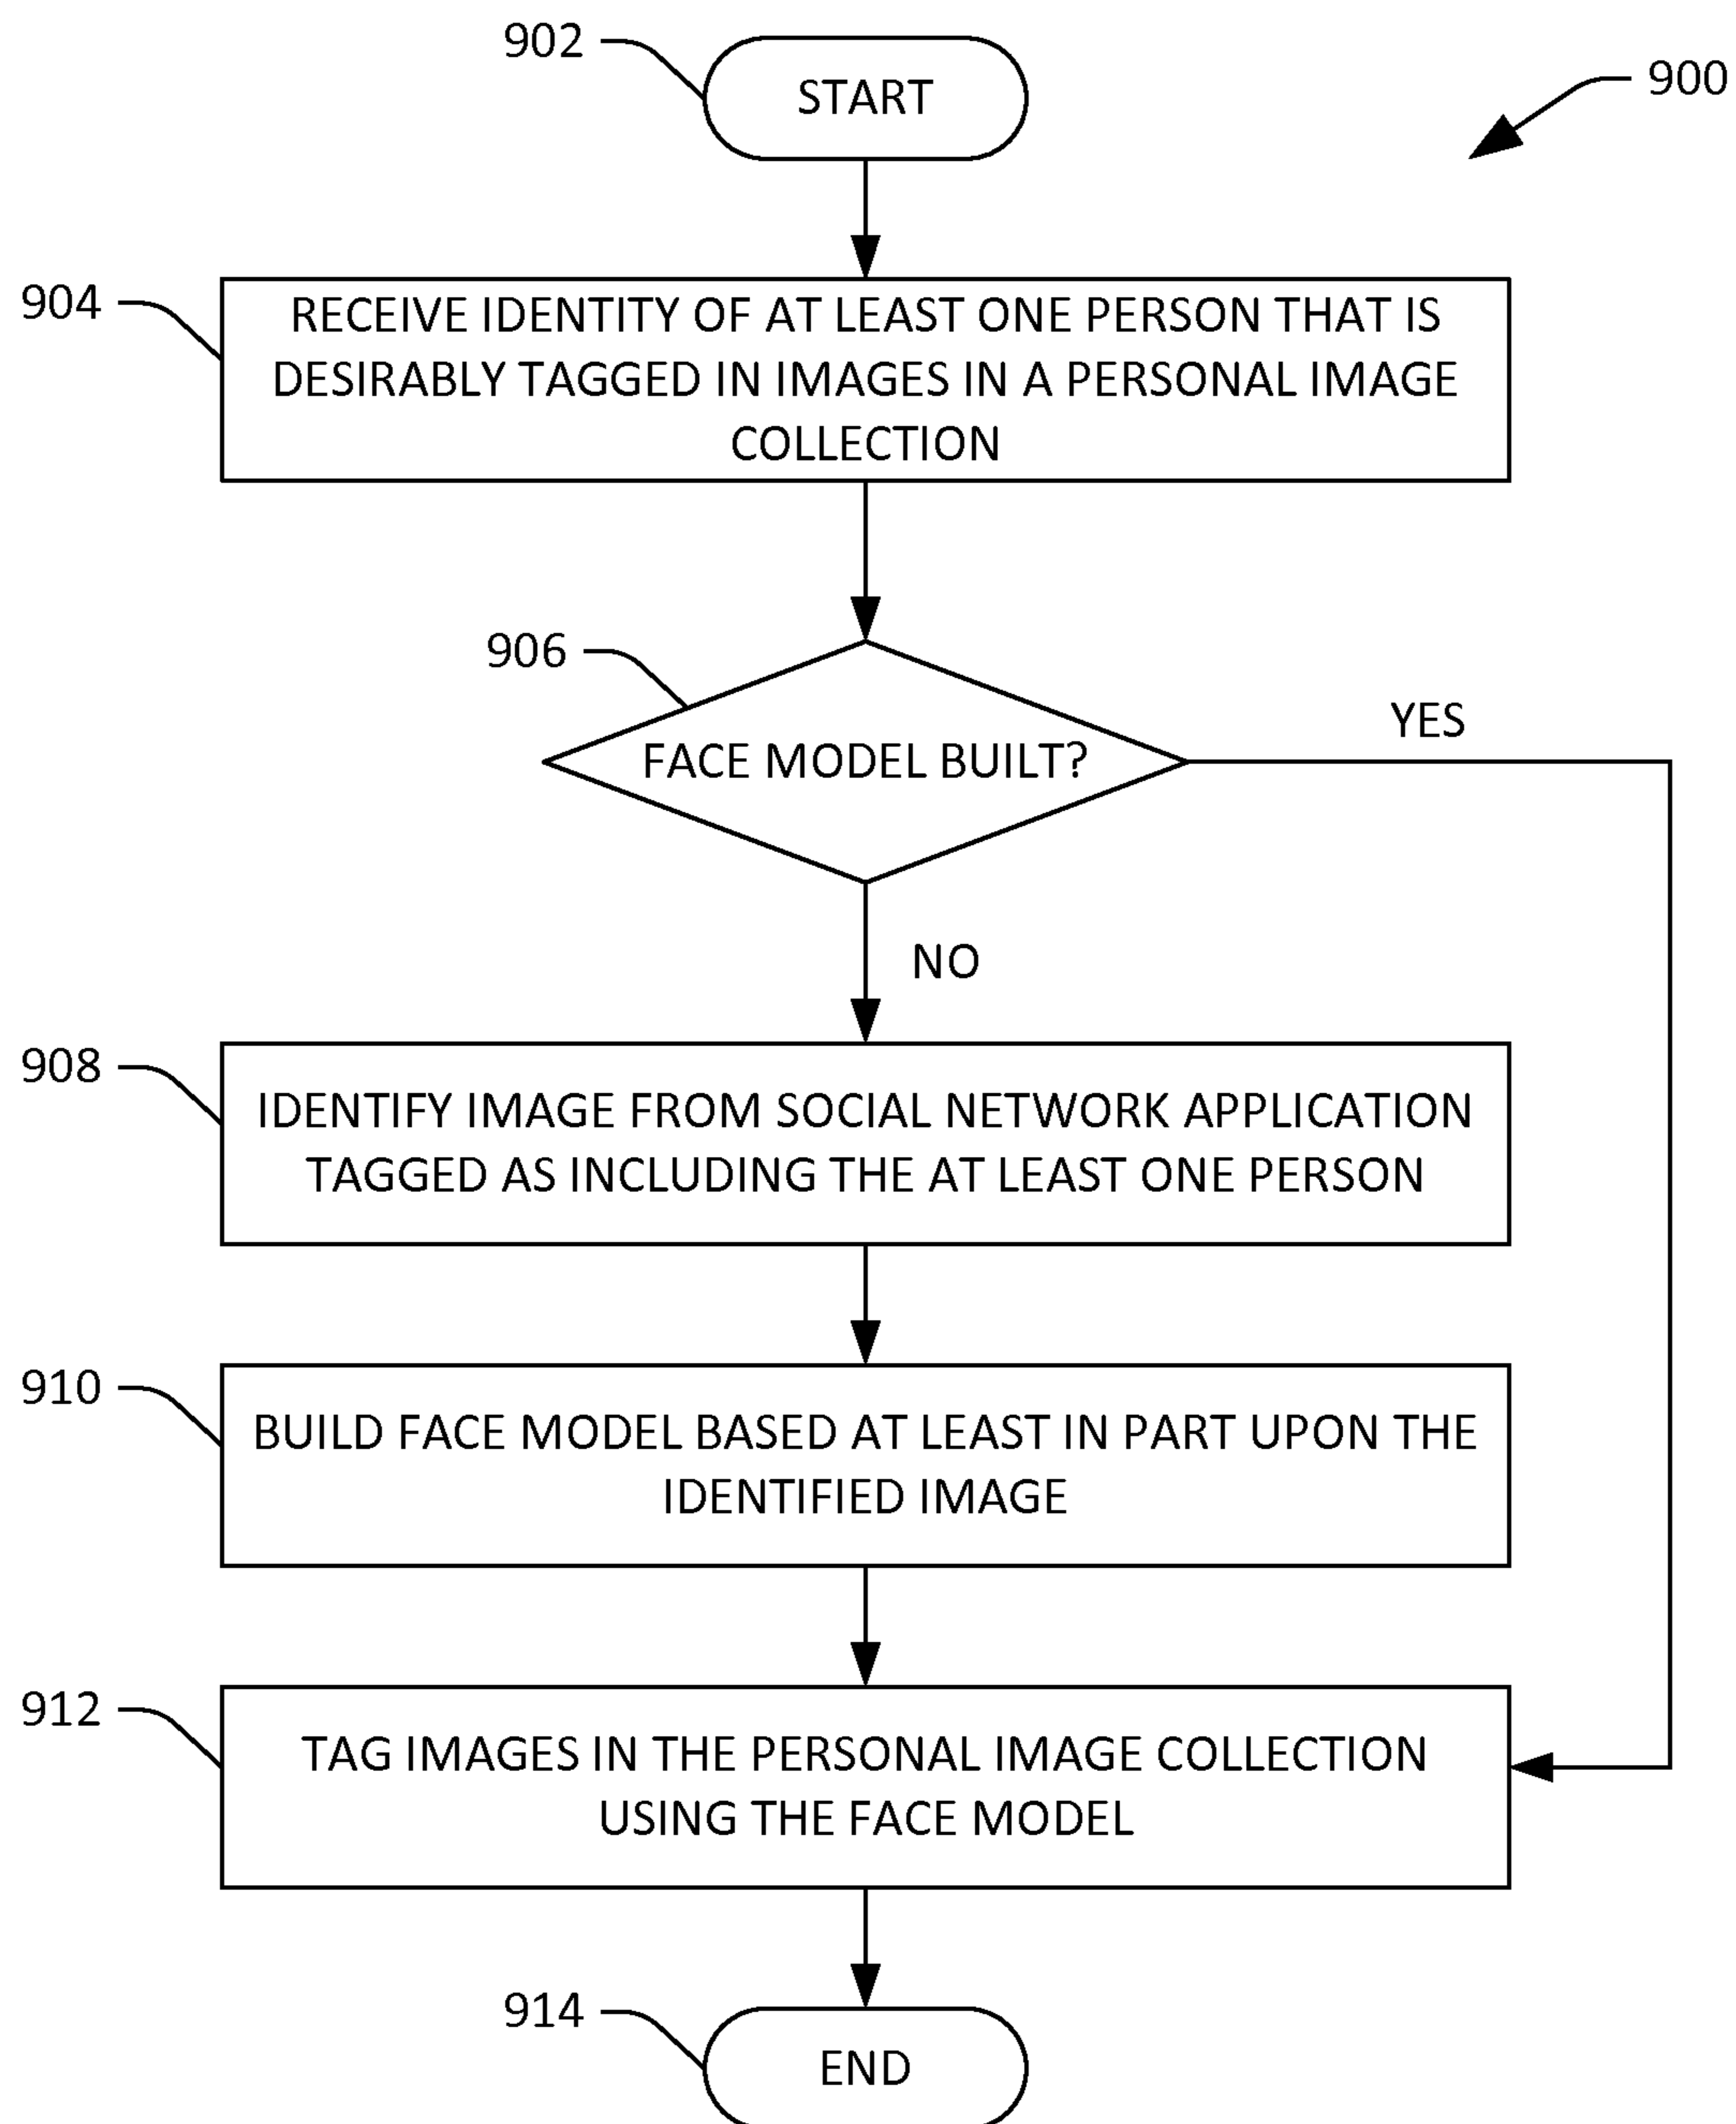 902
START
900
904
RECEIVE IDENTITY OF AT LEAST ONE PERSON THAT IS
DESIRABLY TAGGED IN IMAGES IN A PERSONAL IMAGE
COLLECTION
906
FACE MODEL BUILT?
YES
NO
908
IDENTIFY IMAGE FROM SOCIAL NETWORK APPLICATION
TAGGED AS INCLUDING THE AT LEAST ONE PERSON
910
BUILD FACE MODEL BASED AT LEAST IN PART UPON THE
IDENTIFIED IMAGE
912
TAG IMAGES IN THE PERSONAL IMAGE COLLECTION
USING THE FACE MODEL
914
END